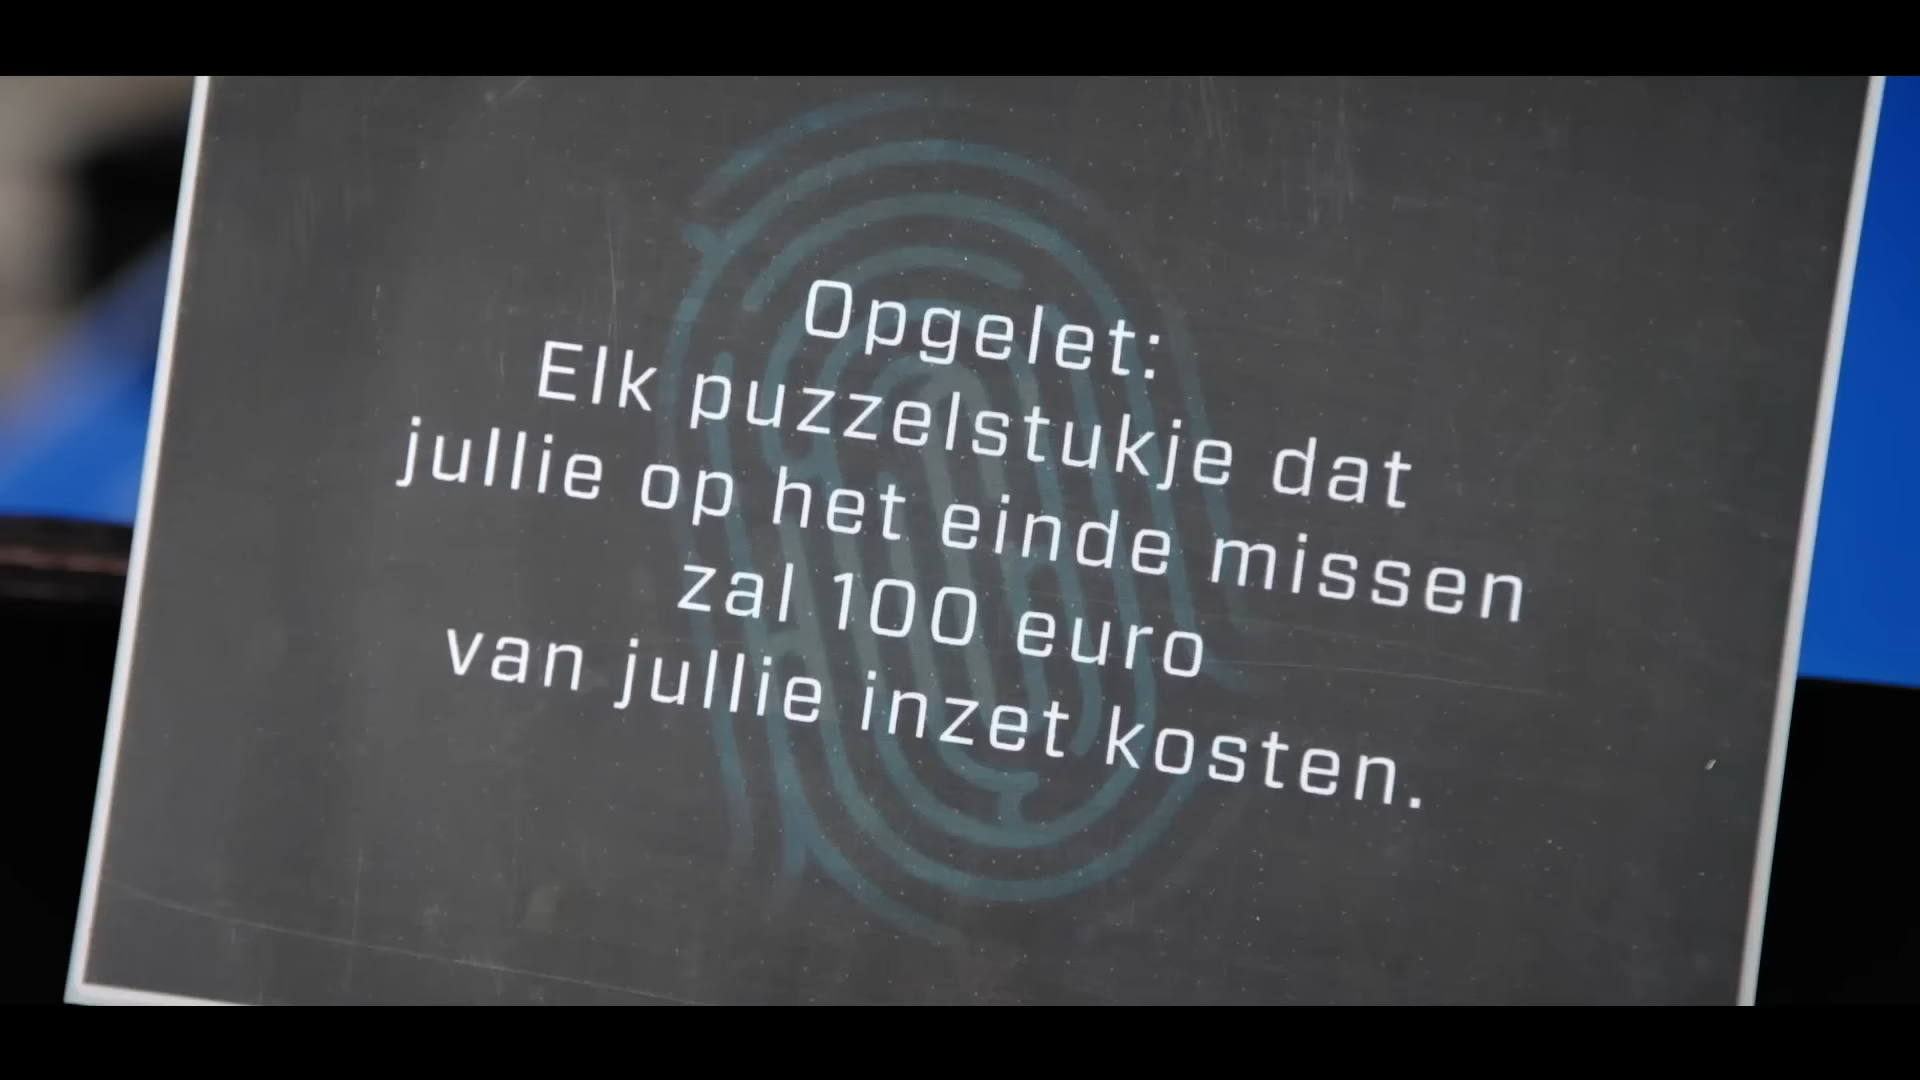 Opgelet:
Elk puzzelstukje dat
jullie op het einde missen
zal 100 euro
van jullie inzet kosten.